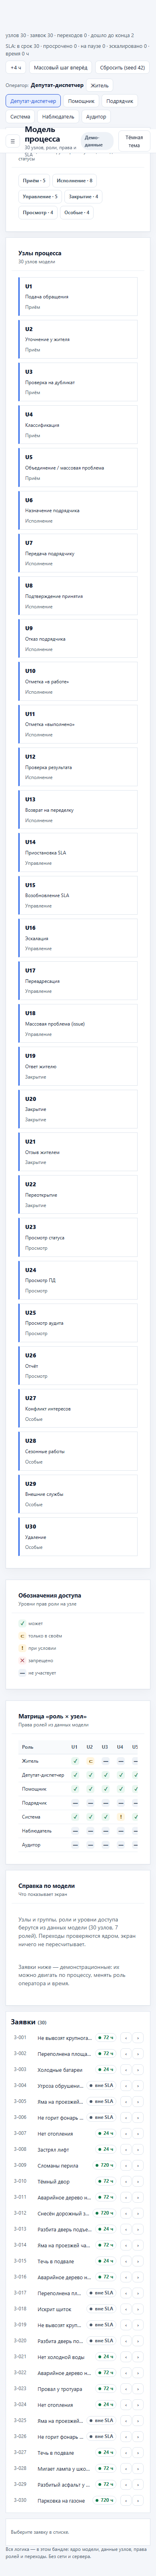 узлов 30 · заявок 30 · переходов 0 · дошло до конца 2
SLA: в срок 30 · просрочено 0 · на паузе 0 · эскалировано 0 · время 0 ч
+4 ч
Массовый шаг вперёд
Сбросить (seed 42)
Оператор: Депутат-диспетчер
Житель
Депутат-диспетчер
Помощник
Подрядчик
Система
Наблюдатель
Аудитор
☰
Модель процесса
30 узлов, роли, права и SLA
Демо-данные
Тёмная тема
статусы
Приём · 5
Исполнение · 8
Управление · 5
Закрытие · 4
Просмотр · 4
Особые · 4
Узлы процесса
30 узлов модели
U1
Подача обращения
Приём
U2
Уточнение у жителя
Приём
U3
Проверка на дубликат
Приём
U4
Классификация
Приём
U5
Объединение / массовая проблема
Приём
U6
Назначение подрядчика
Исполнение
U7
Передача подрядчику
Исполнение
U8
Подтверждение принятия
Исполнение
U9
Отказ подрядчика
Исполнение
U10
Отметка «в работе»
Исполнение
U11
Отметка «выполнено»
Исполнение
U12
Проверка результата
Исполнение
U13
Возврат на переделку
Исполнение
U14
Приостановка SLA
Управление
U15
Возобновление SLA
Управление
U16
Эскалация
Управление
U17
Переадресация
Управление
U18
Массовая проблема (issue)
Управление
U19
Ответ жителю
Закрытие
U20
Закрытие
Закрытие
U21
Отзыв жителем
Закрытие
U22
Переоткрытие
Закрытие
U23
Просмотр статуса
Просмотр
U24
Просмотр ПД
Просмотр
U25
Просмотр аудита
Просмотр
U26
Отчёт
Просмотр
U27
Конфликт интересов
Особые
U28
Сезонные работы
Особые
U29
Внешние службы
Особые
U30
Удаление
Особые
Обозначения доступа
Уровни прав роли на узле
✓ может
только в своём
! при условии
✕ запрещено
— не участвует
Матрица «роль × узел»
Права ролей из данных модели
Роль U1 U2 U3 U4 U5
Житель ✓ — — —
Депутат-диспетчер ✓ ✓ ✓ ✓ ✓
Помощник ✓ ✓ ✓ ✓ ✓
Подрядчик — — — — —
Система ✓ ✓ ✓ ! —
Наблюдатель — — — — —
Аудитор — — — — —
Справка по модели
Что показывает экран
Узлы и группы, роли и уровни доступа берутся из данных модели (30 узлов, 7 ролей). Переходы проверяются ядром, экран ничего не пересчитывает.
Заявки ниже — демонстрационные: их можно двигать по процессу, менять роль оператора и время.
Заявки (30)
З-001 Не вывозят крупнога… 72 ч
З-002 Переполнена площа… 72 ч
З-003 Холодные батареи 24 ч
З-004 Угроза обрушене… вне SLA
З-005 Яма на проезжей… вне SLA
З-006 Не горит фонарь … вне SLA
З-007 Нет отопления 24 ч
З-008 Застрял лифт 24 ч
З-009 Сломаны перила 720 ч
З-010 Тёмный двор 72 ч
З-011 Аварийное дерево н… 72 ч
З-012 Снесён дорожный з… 720 ч
З-013 Разбита дверь подъе… 24 ч
З-014 Яма на проезжей ча… 72 ч
З-015 Течь в подвале 24 ч
З-016 Аварийное дерево н… 72 ч
З-017 Переполнена пл… вне SLA
З-018 Искрит щиток вне SLA
З-019 Не вывозят круп… вне SLA
З-020 Разбита дверь по… вне SLA
З-021 Нет холодной воды 24 ч
З-022 Аварийное дерево н… 72 ч
З-023 Провал у тротуара 72 ч
З-024 Нет отопления 24 ч
З-025 Яма на проезжей… вне SLA
З-026 Не горит фонарь … вне SLA
З-027 Течь в подвале 24 ч
З-028 Мигает лампа у шко… 72 ч
З-029 Разбитый асфальт у … 72 ч
З-030 Парковка на газоне 720 ч
Выберите заявку в списке.
Вся логика — в этом бандле: ядро модели, данные узлов, права ролей и переходы. Без сети и сервера.